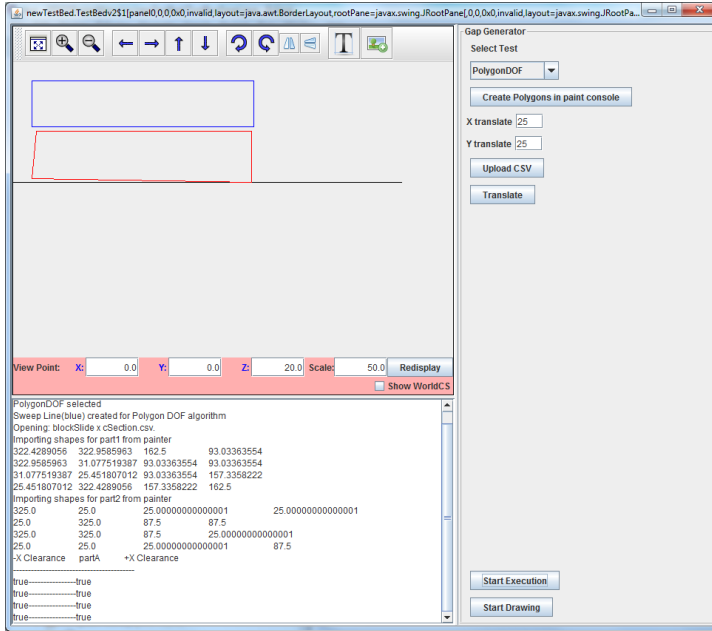 newTestBed.TestBedv2$1[panel0,0,0,0x0,invalid,layout=java.awt.BorderLayout,rootPane=javax.swing.JRootPane[,0,0,0x0,invalid,layout=javax.swing.JRootPa...
T
View Point: X: 0.0 Y: 0.0 Z: 20.0 Scale: 50.0 Redisplay
Show WorldCS
PolygonDOF selected
Sweep Line(blue) created for Polygon DOF algorithm
Opening: blockSlide x cSection.csv.
Importing shapes for part1 from painter
322.4289056 322.9585963 162.5 93.03363554
322.9585963 31.077519387 93.03363554 93.03363554
31.077519387 25.451807012 93.03363554 157.3358222
25.451807012 322.4289056 157.3358222 162.5
Importing shapes for part2 from painter
325.0 25.0 25.00000000000001 25.00000000000001
25.0 325.0 87.5 87.5
325.0 325.0 87.5 25.00000000000001
25.0 25.0 25.00000000000001 87.5
-X Clearance partA +X Clearance
----------------------------------------
true----------------true
true----------------true
true----------------true
true----------------true
Gap Generator
Select Test
PolygonDOF
Create Polygons in paint console
X translate 25
Y translate 25
Upload CSV
Translate
Start Execution
Start Drawing